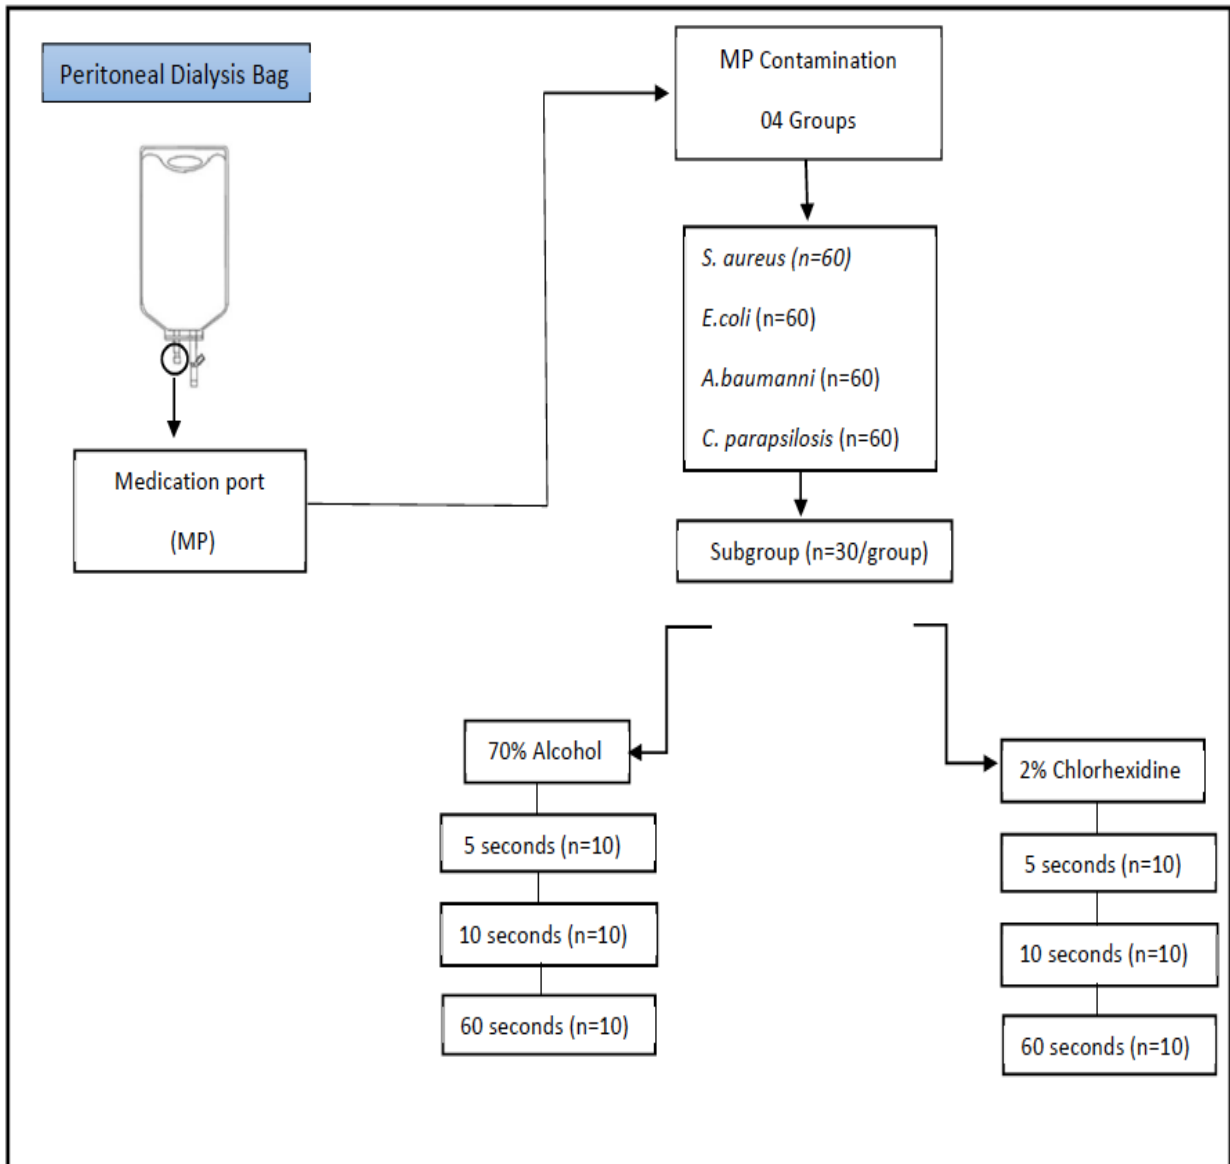 Peritoneal Dialysis Bag
Medication port
(MP)
MP Contamination
04 Groups
S. aureus (n=60)
E.coli (n=60)
A.baumanni (n=60)
C. parapsilosis (n=60)
Subgroup (n=30/group)
70% Alcohol
5 seconds (n=10)
10 seconds (n=10)
60 seconds (n=10)
2% Chlorhexidine
5 seconds (n=10)
10 seconds (n=10)
60 seconds (n=10)